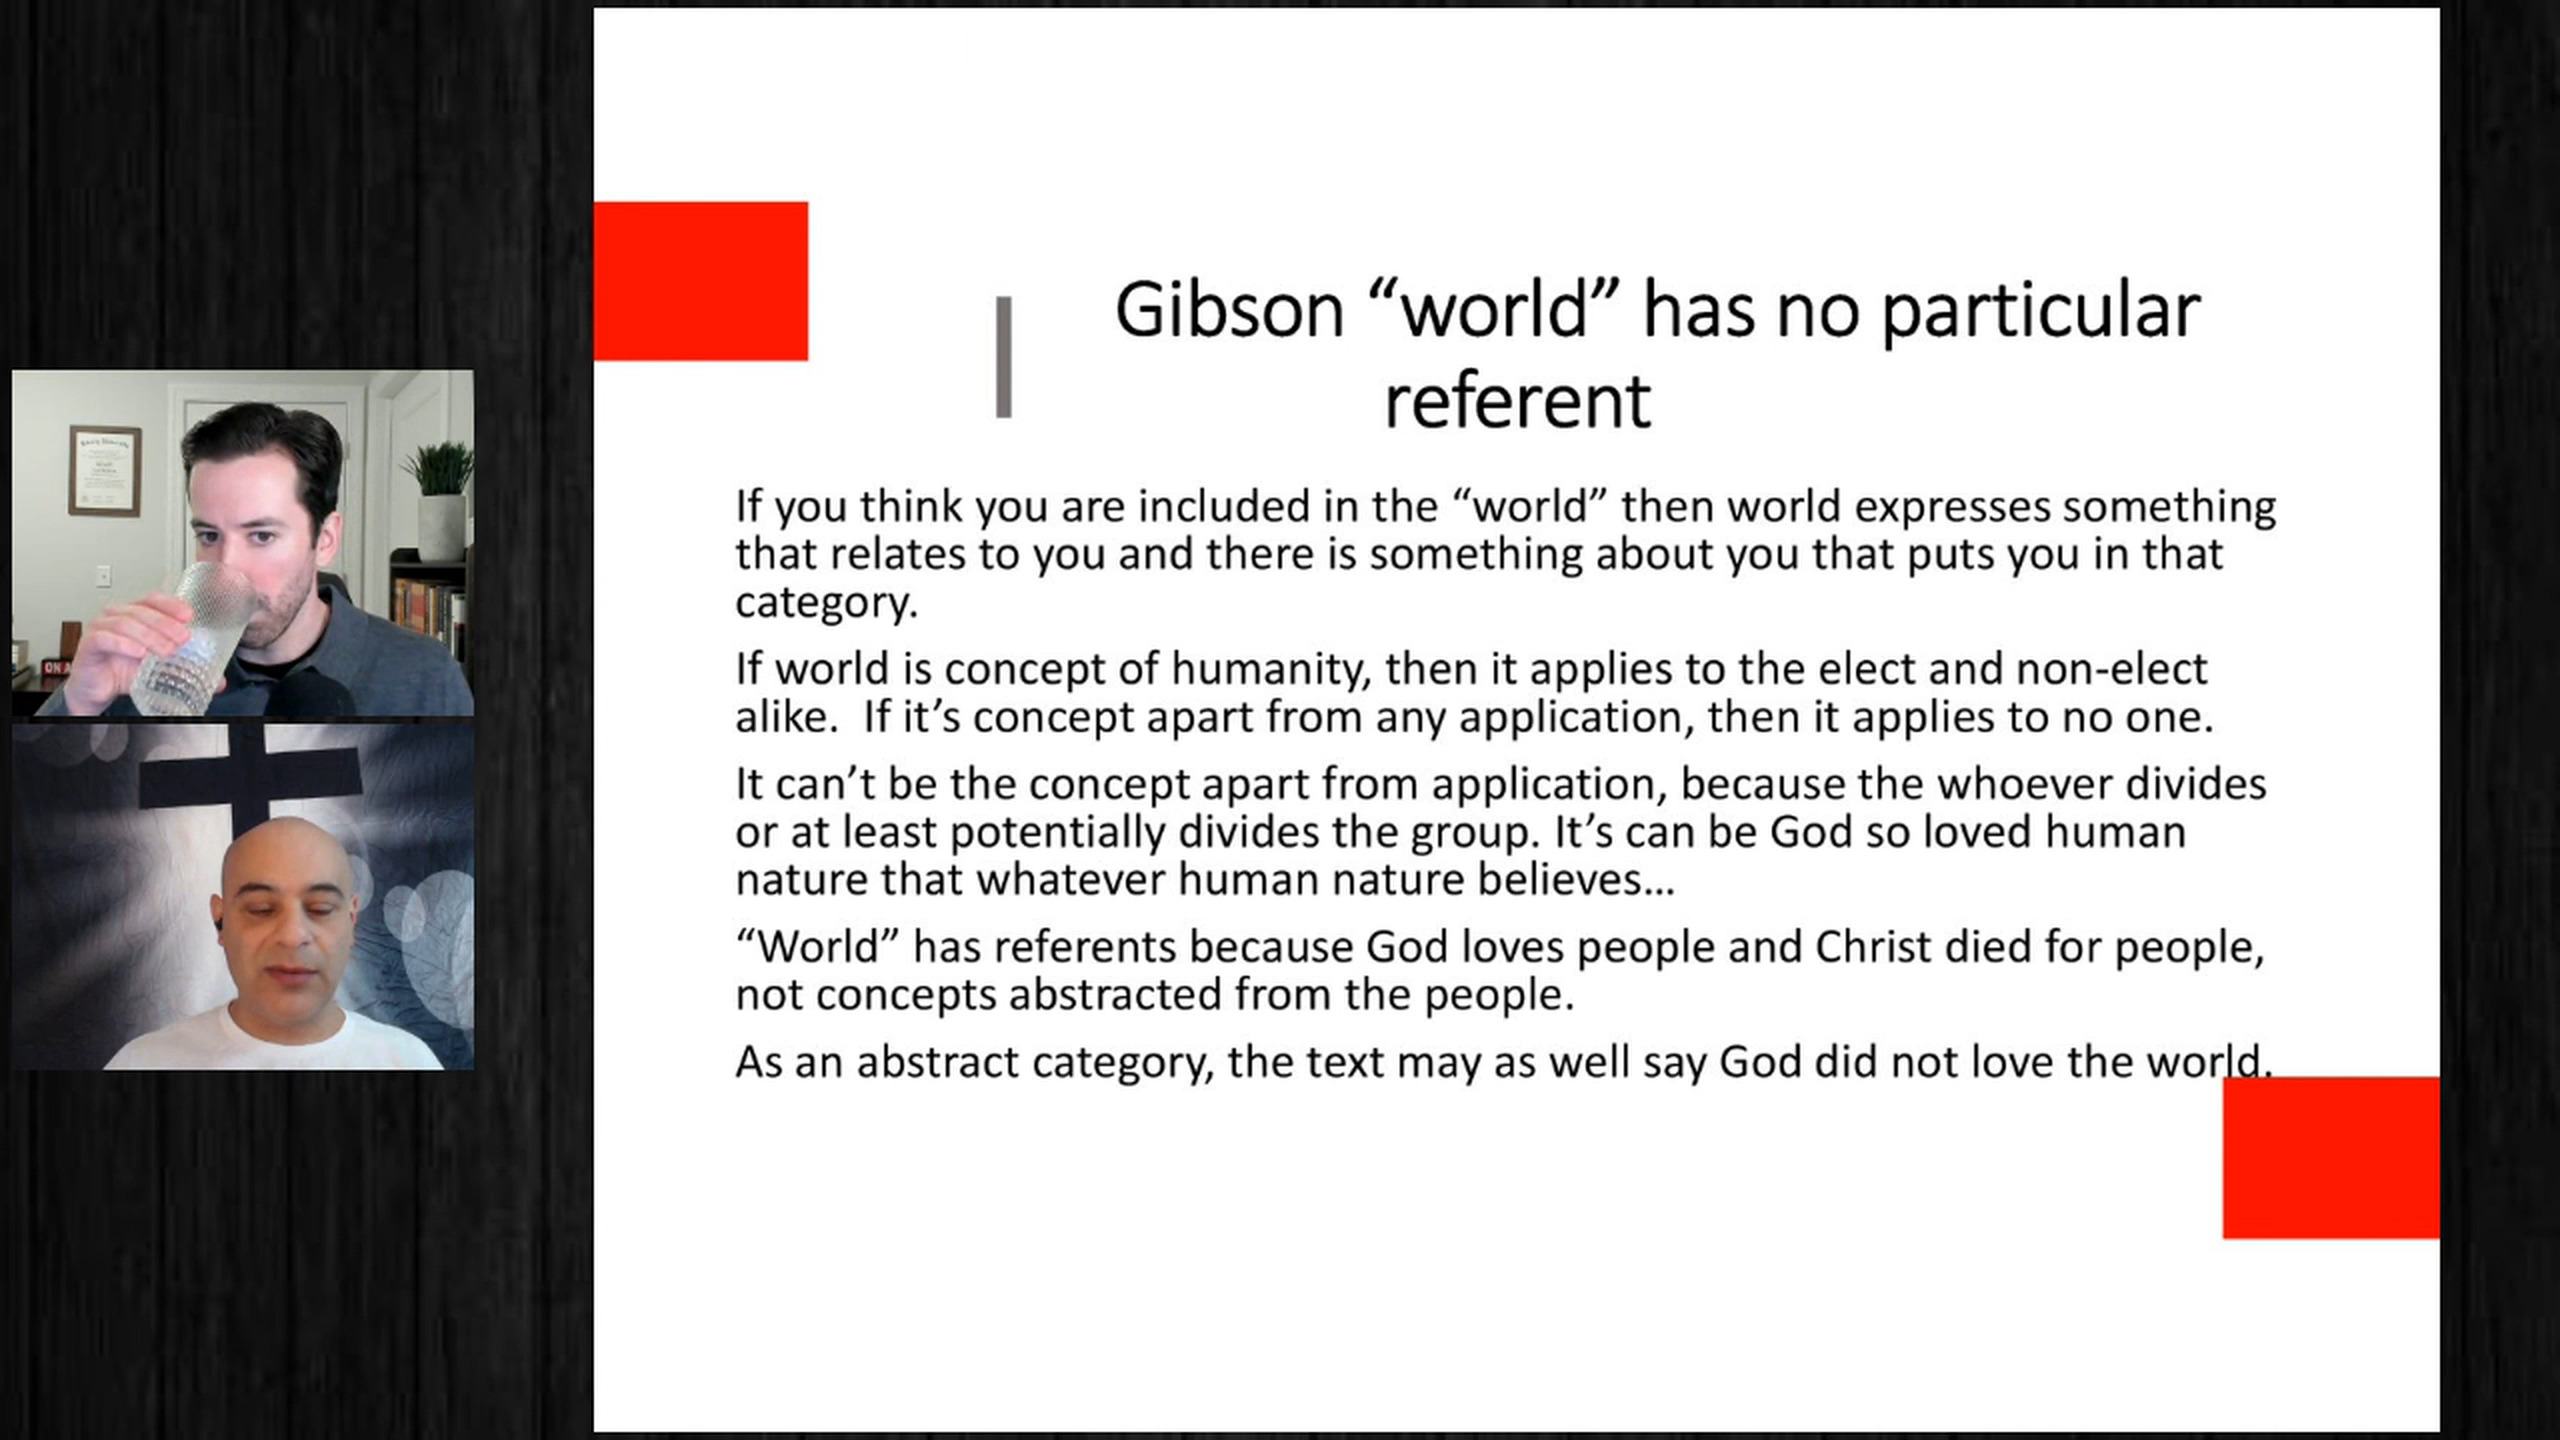 Gibson “world” has no particular
referent
If you think you are included in the “world” then world expresses something
that relates to you and there is something about you that puts you in that
category.
If world is concept of humanity, then it applies to the elect and non-elect
alike.  If it’s concept apart from any application, then it applies to no one.
It can’t be the concept apart from application, because the whoever divides
or at least potentially divides the group. It’s can be God so loved human
nature that whatever human nature believes…
“World” has referents because God loves people and Christ died for people,
not concepts abstracted from the people.
As an abstract category, the text may as well say God did not love the world.
ON A